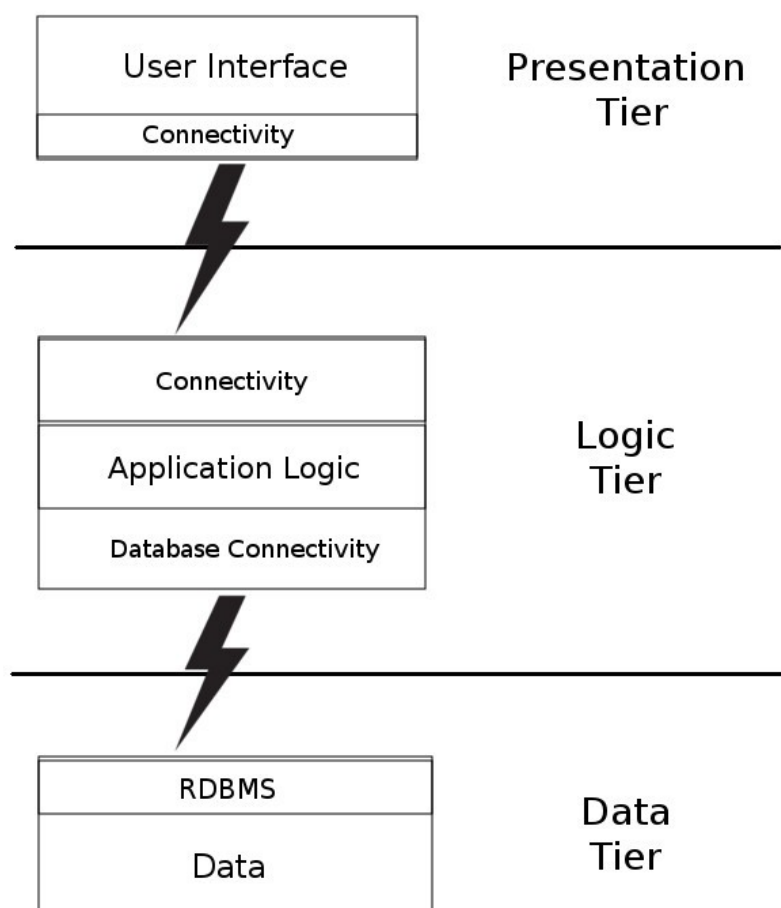 User Interface
Connectivity
Presentation
Tier
Connectivity
Application Logic
Database Connectivity
Logic
Tier
RDBMS
Data
Data
Tier